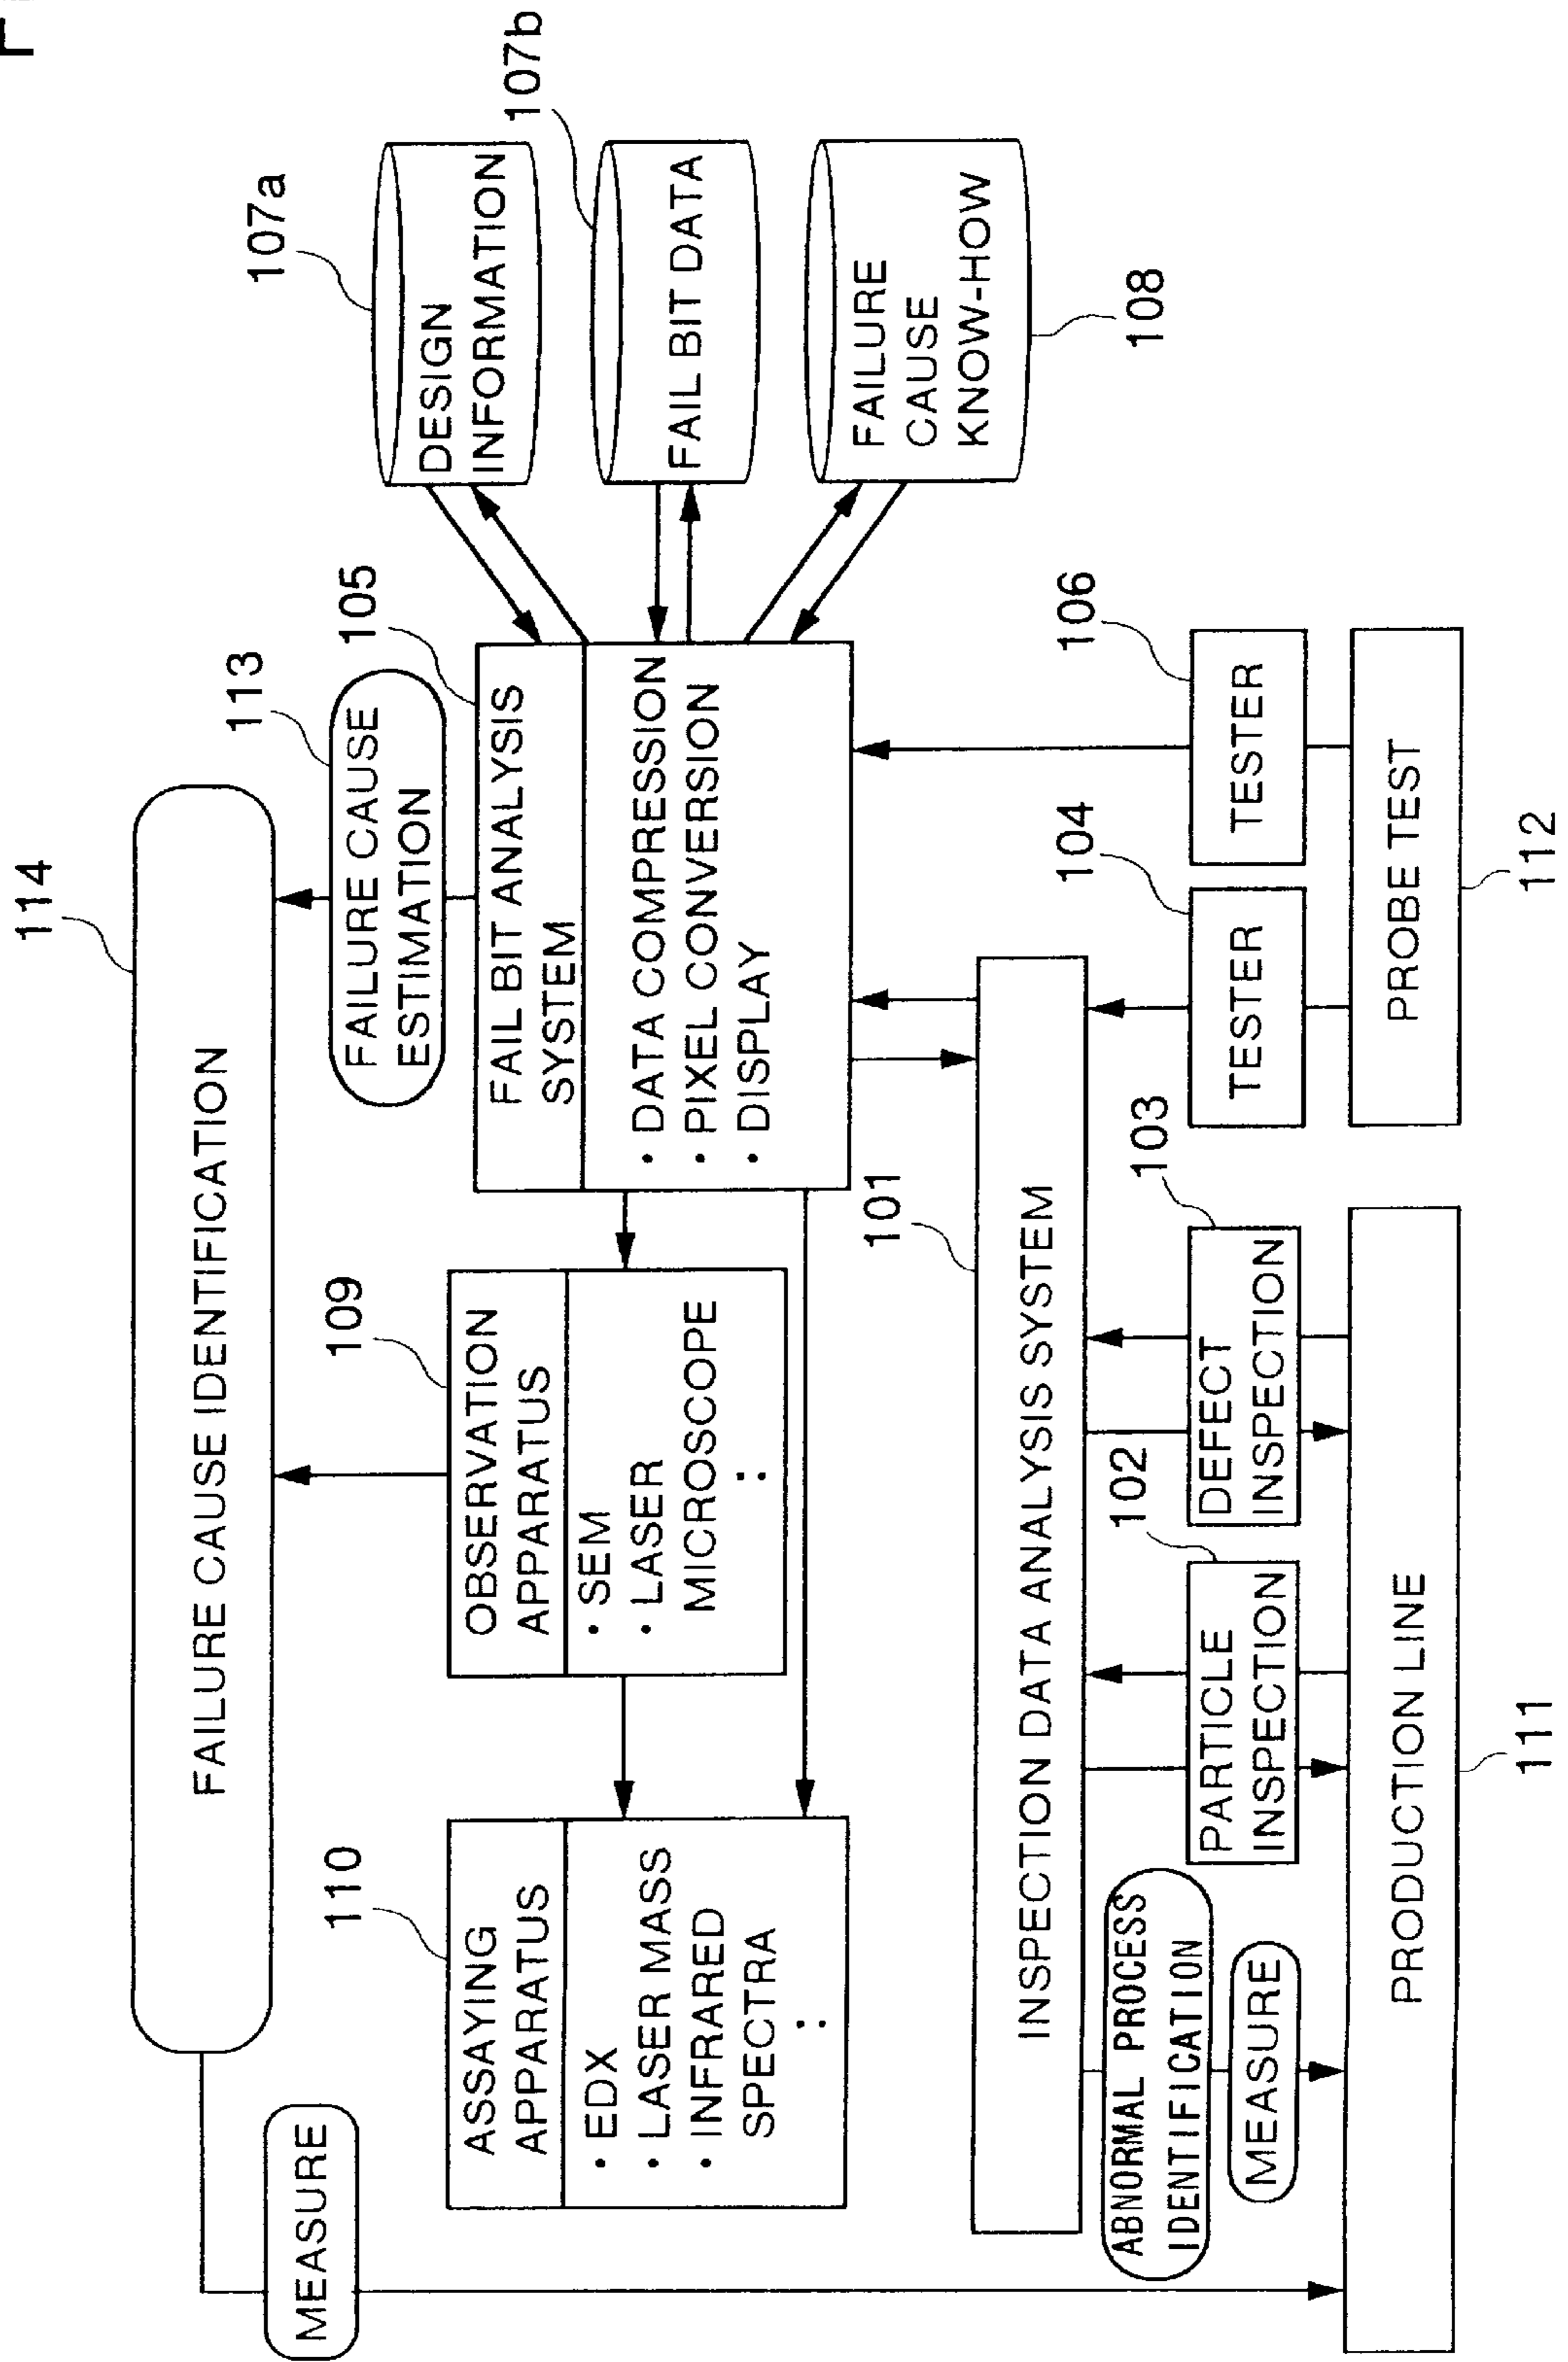 114
FAILURE CAUSE IDENTIFICATION
MEASURE
113
FAILURE CAUSE
ESTIMATION
110
ASSAYING
APPARATUS
· EDX
· LASER MASS
· INFRARED
SPECTRA
:
109
OBSERVATION
APPARATUS
· SEM
· LASER
MICROSCOPE
:
105
FAIL BIT ANALYSIS
SYSTEM
· DATA COMPRESSION
· PIXEL CONVERSION
· DISPLAY
107a
DESIGN
INFORMATION
107b
FAIL BIT DATA
FAILURE
CAUSE
KNOW-HOW
108
101
INSPECTION DATA ANALYSIS SYSTEM
ABNORMAL PROCESS
IDENTIFICATION
MEASURE
102
PARTICLE
INSPECTION
103
DEFECT
INSPECTION
104
TESTER
106
TESTER
PRODUCTION LINE
111
PROBE TEST
112